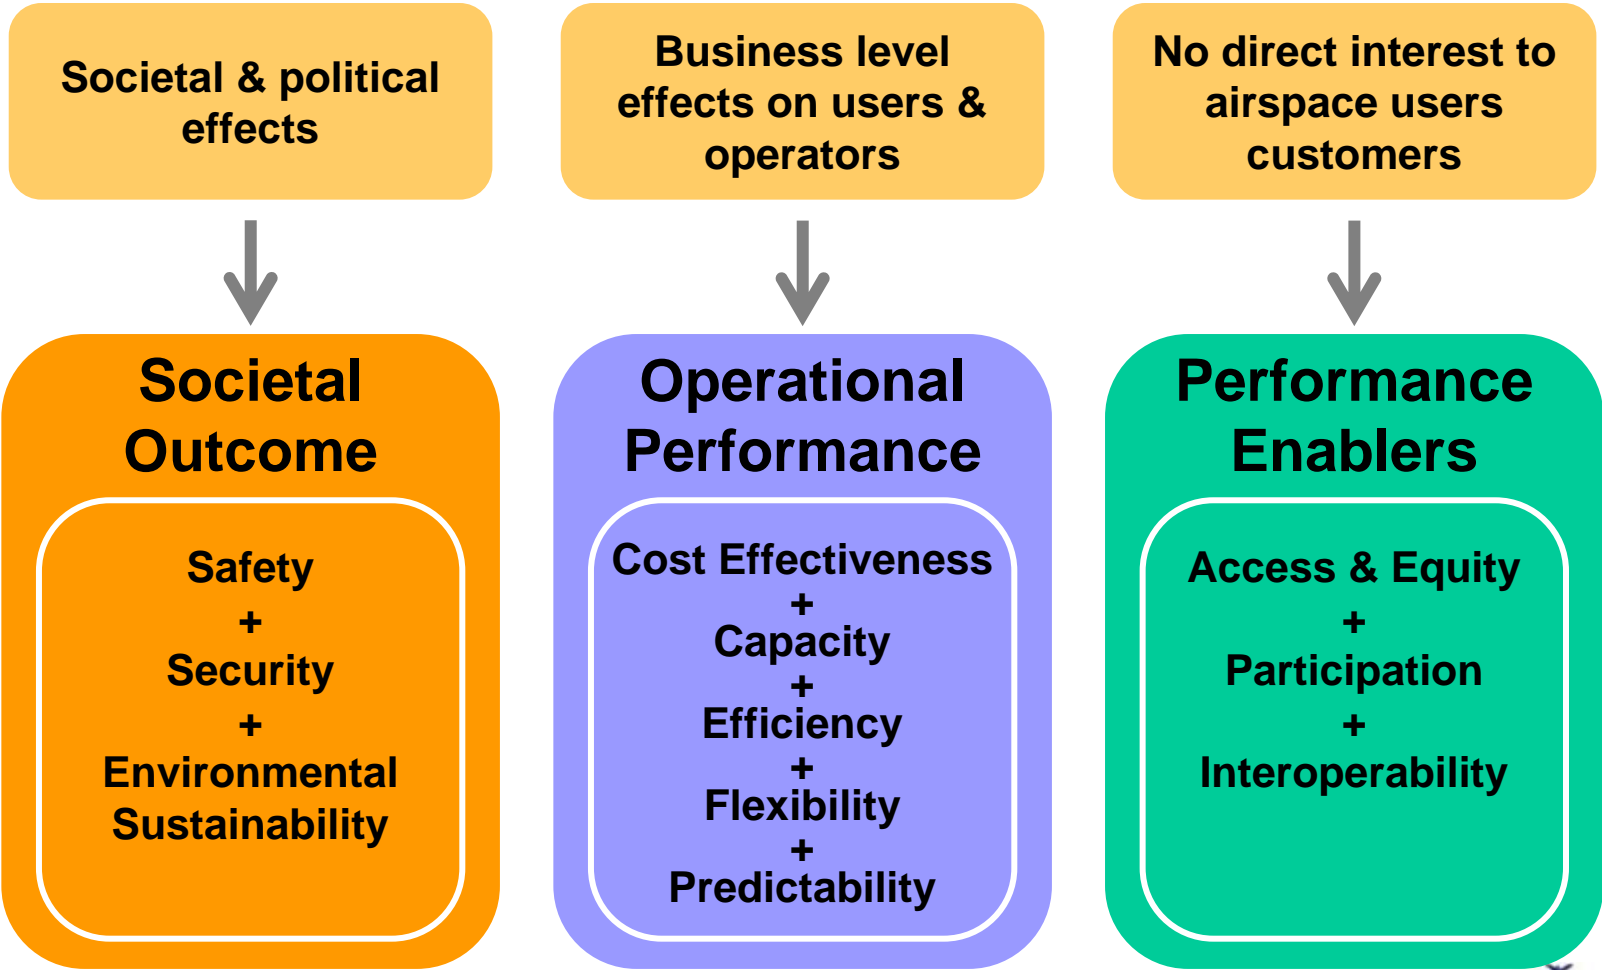 Societal & political
effects
Business level
effects on users &
operators
No direct interest to
airspace users
customers
Societal
Outcome
Safety
+
Security
+
Environmental
Sustainability
Operational
Performance
Cost Effectiveness
+
Capacity
+
Efficiency
+
Flexibility
+
Predictability
Performance
Enablers
Access & Equity
+
Participation
+
Interoperability